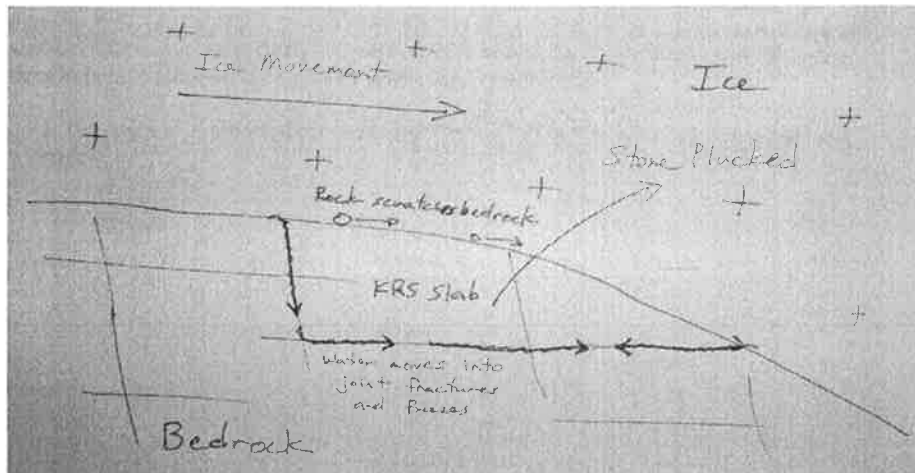 Ice Movement
Ice
Stone Plucked
Rock scratches bedrock
KRS Slab
Water moves into
joint fractures
and freezes
Bedrock